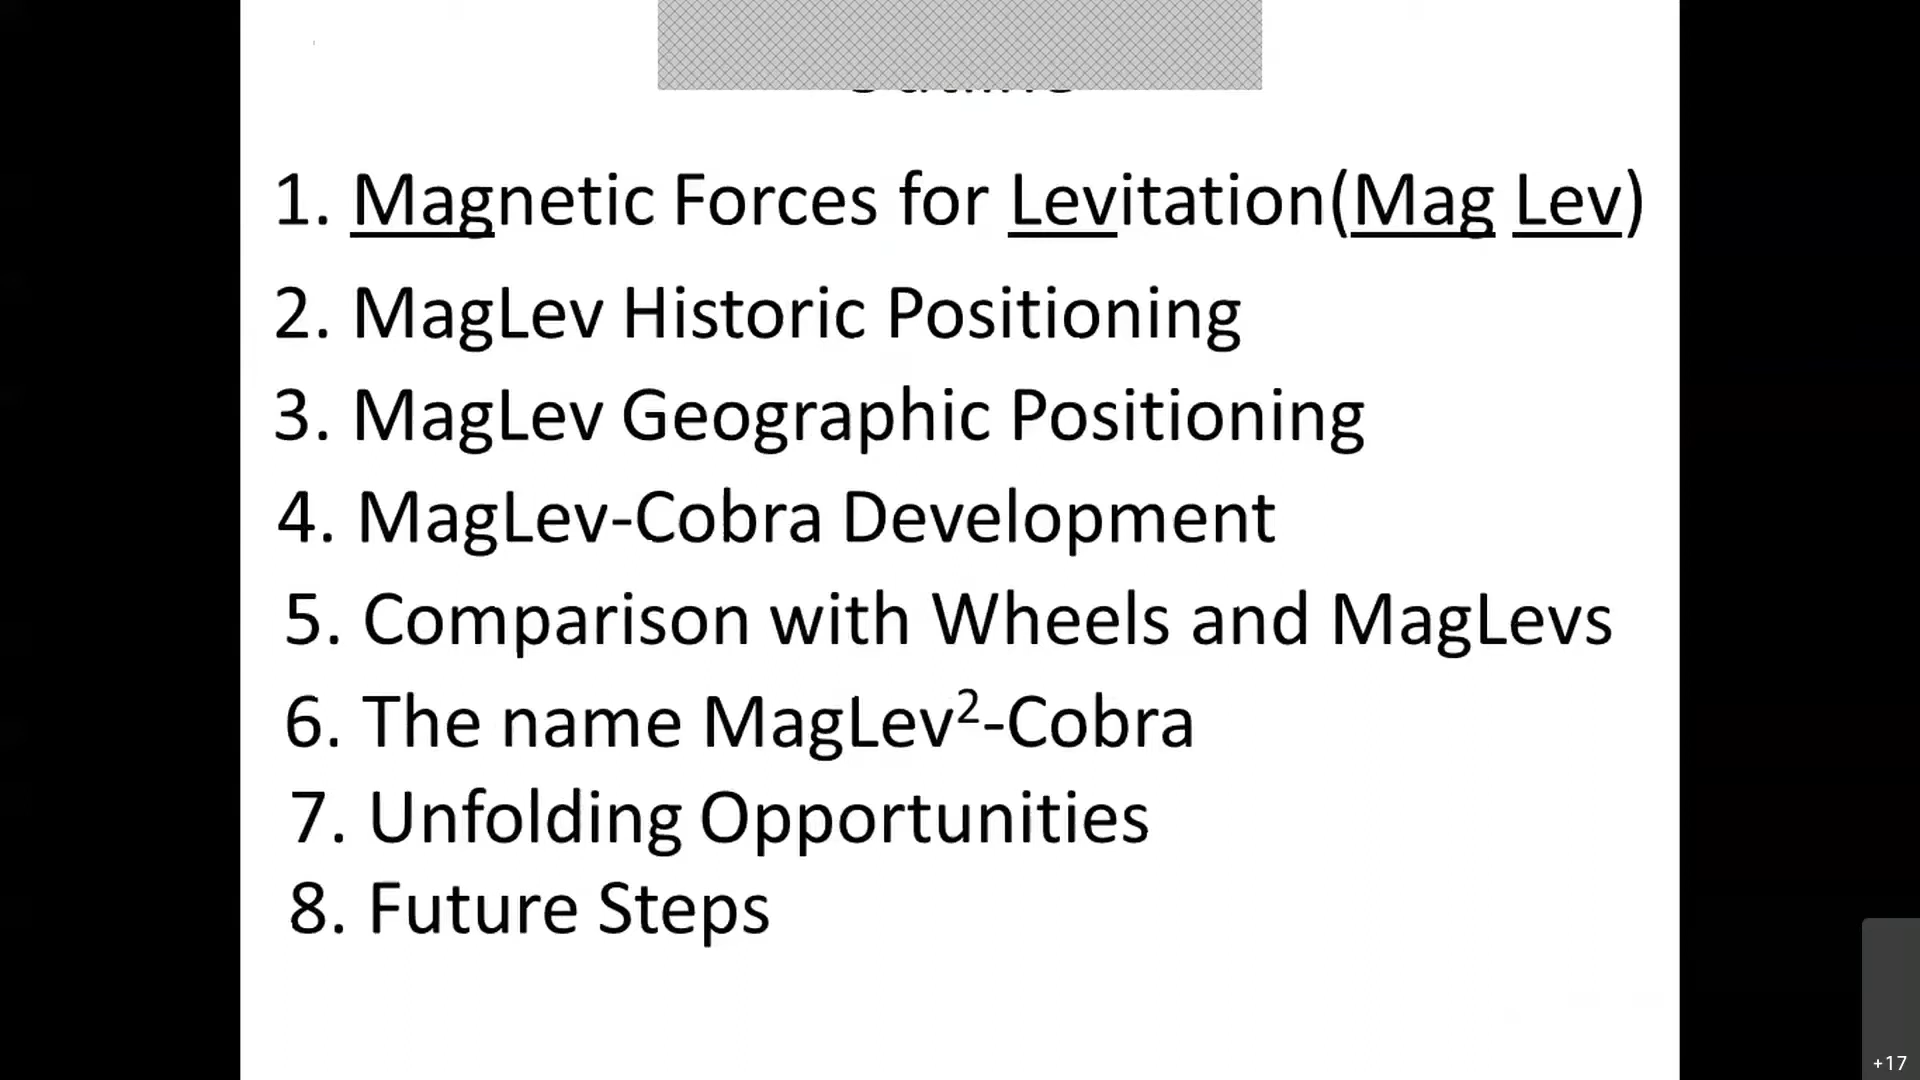 1. Magnetic Forces for Levitation(Mag Lev)
2. MagLev Historic Positioning
3. MagLev Geographic Positioning
4. MagLev-Cobra Development
5. Comparison with Wheels and MagLevs
6. The name MagLev²-Cobra
7. Unfolding Opportunities
8. Future Steps
+17